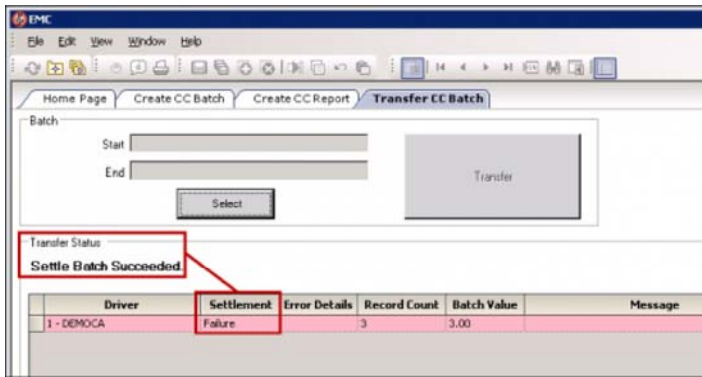 EMC
File Edit View Window Help
Home Page Create CC Batch Create CC Report Transfer CC Batch
Batch
Start
End
Select
Transfer
Transfer Status
Settle Batch Succeeded.
Driver Settlement Error Details Record Count Batch Value Message
1 - DEMOCA Failure 3 3.00